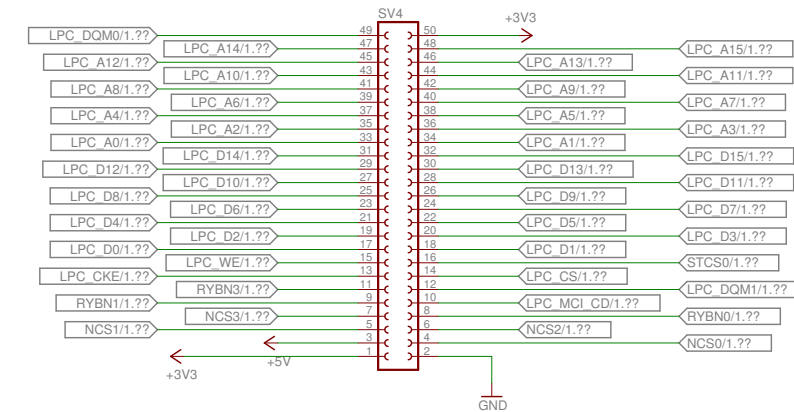 SV4
+3V3
LPC_DQM0/1.?? 49 50
LPC_A14/1.?? 47 48 LPC_A15/1.??
LPC_A12/1.?? 45 46 LPC_A13/1.??
LPC_A10/1.?? 43 44 LPC_A11/1.??
LPC_A8/1.?? 41 42 LPC_A9/1.??
LPC_A6/1.?? 39 40 LPC_A7/1.??
LPC_A4/1.?? 37 38 LPC_A5/1.??
LPC_A2/1.?? 35 36 LPC_A3/1.??
LPC_A0/1.?? 33 34 LPC_A1/1.??
LPC_D14/1.?? 31 32 LPC_D15/1.??
LPC_D12/1.?? 29 30 LPC_D13/1.??
LPC_D10/1.?? 27 28 LPC_D11/1.??
LPC_D8/1.?? 25 26 LPC_D9/1.??
LPC_D6/1.?? 23 24 LPC_D7/1.??
LPC_D4/1.?? 21 22 LPC_D5/1.??
LPC_D2/1.?? 19 20 LPC_D3/1.??
LPC_D0/1.?? 17 18 LPC_D1/1.??
LPC_WE/1.?? 15 16 STCS0/1.??
LPC_CKE/1.?? 13 14 LPC_CS/1.??
RYBN3/1.?? 11 12 LPC_DQM1/1.??
RYBN1/1.?? 9 10 LPC_MCI_CD/1.??
NCS3/1.?? 7 8 RYBN0/1.??
NCS1/1.?? 5 6 NCS2/1.??
3 4 NCS0/1.??
+5V 1 2
+3V3
GND